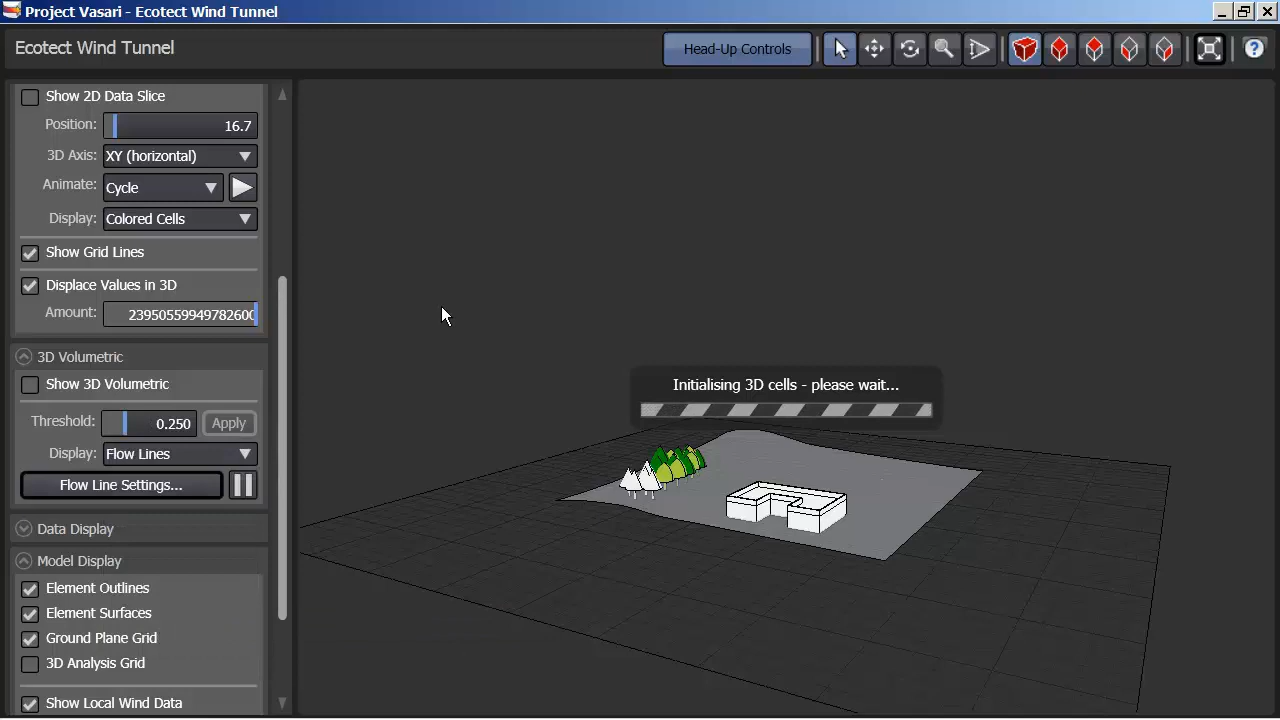 Project Vasari - Ecotect Wind Tunnel
Ecotect Wind Tunnel
Head-Up Controls
Show 2D Data Slice
Position: 16.7
3D Axis: XY (horizontal)
Animate: Cycle
Display: Colored Cells
Show Grid Lines
Displace Values in 3D
Amount: 23950559949782600
3D Volumetric
Show 3D Volumetric
Threshold: 0.250 Apply
Display: Flow Lines
Flow Line Settings...
Data Display
Model Display
Element Outlines
Element Surfaces
Ground Plane Grid
3D Analysis Grid
Show Local Wind Data
Initialising 3D cells - please wait...